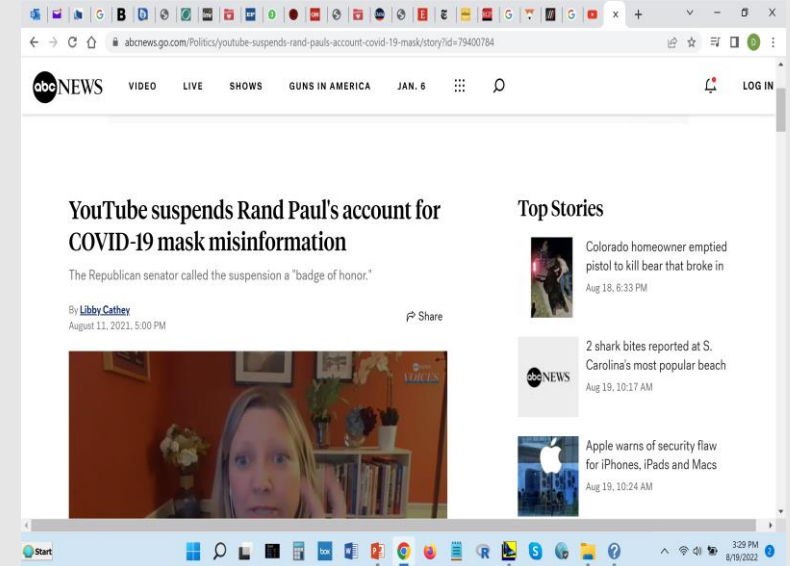 abcnews.go.com/Politics/youtube-suspends-rand-pauls-account-covid-19-mask/story?id=79400784
abc NEWS VIDEO LIVE SHOWS GUNS IN AMERICA JAN. 6 LOG IN
YouTube suspends Rand Paul's account for
COVID-19 mask misinformation
The Republican senator called the suspension a "badge of honor."
By Libby Cathey
August 11, 2021, 5:00 PM
Share
VOICES
Top Stories
Colorado homeowner emptied
pistol to kill bear that broke in
Aug 18, 6:33 PM
abc NEWS
2 shark bites reported at S.
Carolina's most popular beach
Aug 19, 10:17 AM
Apple warns of security flaw
for iPhones, iPads and Macs
Aug 19, 10:24 AM
Start
box
3:29 PM
8/19/2022